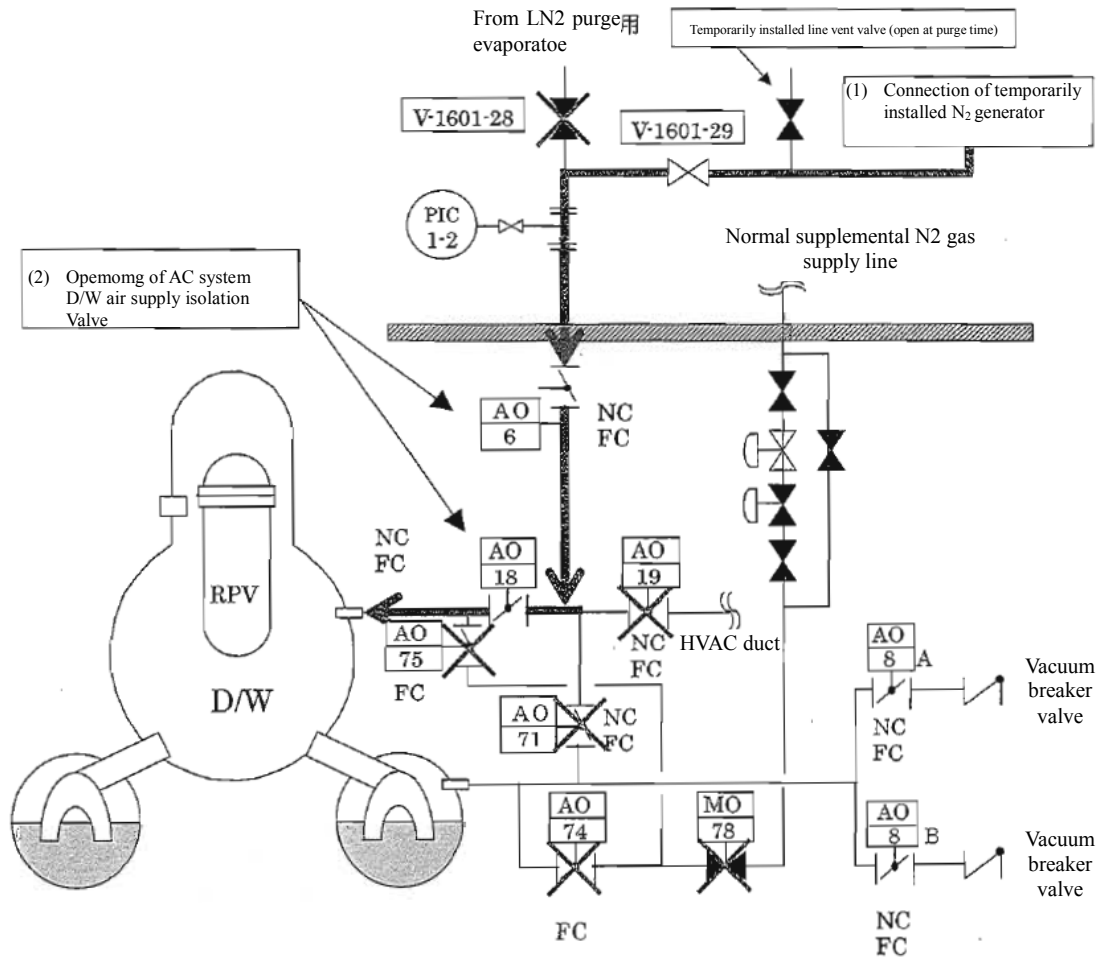 From LN2 purge用
evaporatoe
Temporarily installed line vent valve (open at purge time)
(1) Connection of temporarily
installed N2 generator
V-1601-28
V-1601-29
PIC
1-2
Normal supplemental N2 gas
supply line
(2) Opemomg of AC system
D/W air supply isolation
Valve
AO
6
NC
FC
NC
FC
AO
18
AO
19
RPV
NC
FC
HVAC duct
AO
75
FC
D/W
AO
71
NC
FC
AO
8
A
NC
FC
Vacuum
breaker
valve
AO
74
FC
MO
78
AO
8
B
NC
FC
Vacuum
breaker
valve